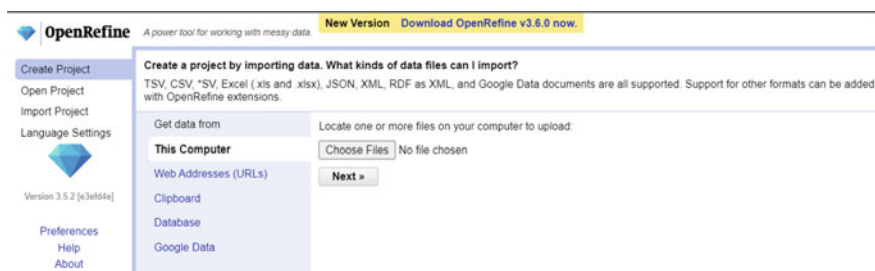 OpenRefine
A power tool for working with messy data.
New Version Download OpenRefine v3.6.0 now.
Create Project
Open Project
Import Project
Language Settings
Version 3.5.2 [e3efd4e]
Preferences
Help
About
Create a project by importing data. What kinds of data files can I import?
TSV, CSV, *SV, Excel (.xls and .xlsx), JSON, XML, RDF as XML, and Google Data documents are all supported. Support for other formats can be added
with OpenRefine extensions.
Get data from
This Computer
Web Addresses (URLs)
Clipboard
Database
Google Data
Locate one or more files on your computer to upload:
Choose Files No file chosen
Next »